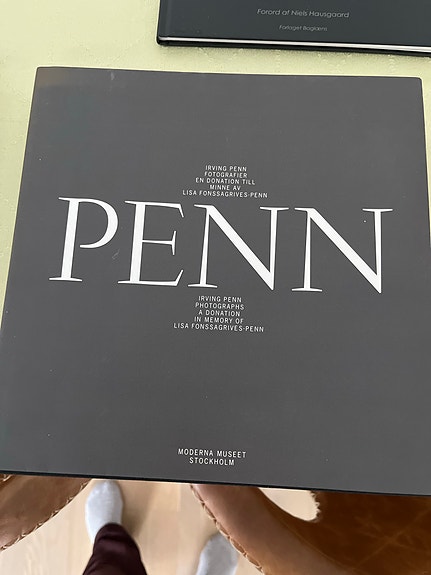 Forord af Niels Hausgaard
Forlaget Bogværk
IRVING PENN
FOTOGRAFIER
EN DONATION TILL
MINNE AV
LISA FONSSAGRIVES-PENN
PENN
IRVING PENN
PHOTOGRAPHS
A DONATION
IN MEMORY OF
LISA FONSSAGRIVES-PENN
MODERNA MUSEET
STOCKHOLM